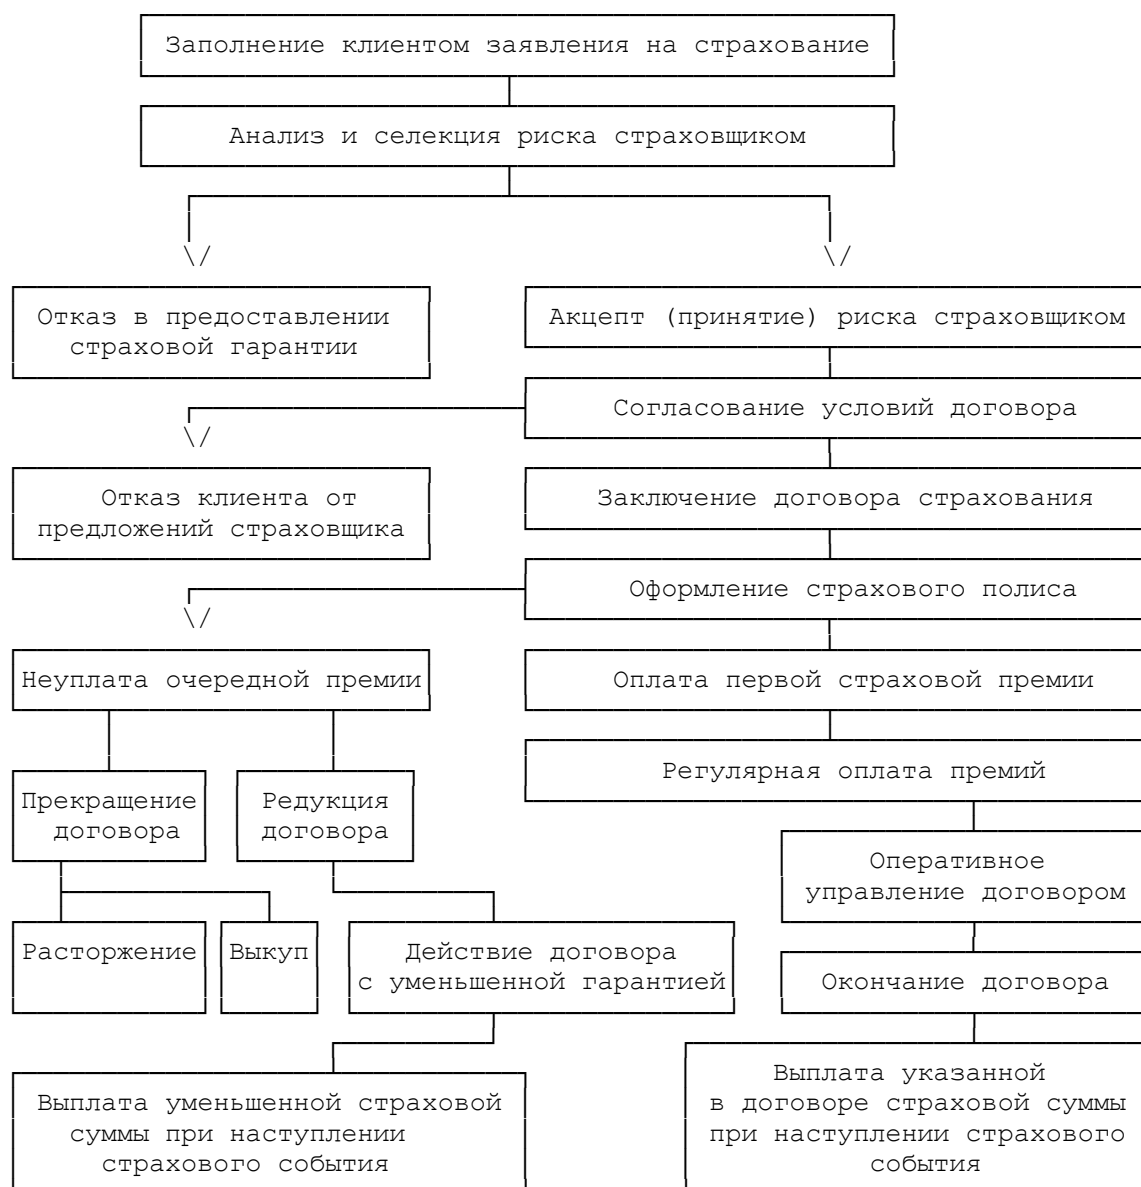 Заполнение клиентом заявления на страхование
Анализ и селекция риска страховщиком
Отказ в предоставлении
страховой гарантии
Акцепт (принятие) риска страховщиком
Согласование условий договора
Отказ клиента от
предложений страховщика
Заключение договора страхования
Оформление страхового полиса
Неуплата очередной премии
Оплата первой страховой премии
Регулярная оплата премий
Прекращение
договора
Редукция
договора
Оперативное
управление договором
Расторжение
Выкуп
Действие договора
с уменьшенной гарантией
Окончание договора
Выплата уменьшенной страховой
суммы при наступлении
страхового события
Выплата указанной
в договоре страховой суммы
при наступлении страхового
события